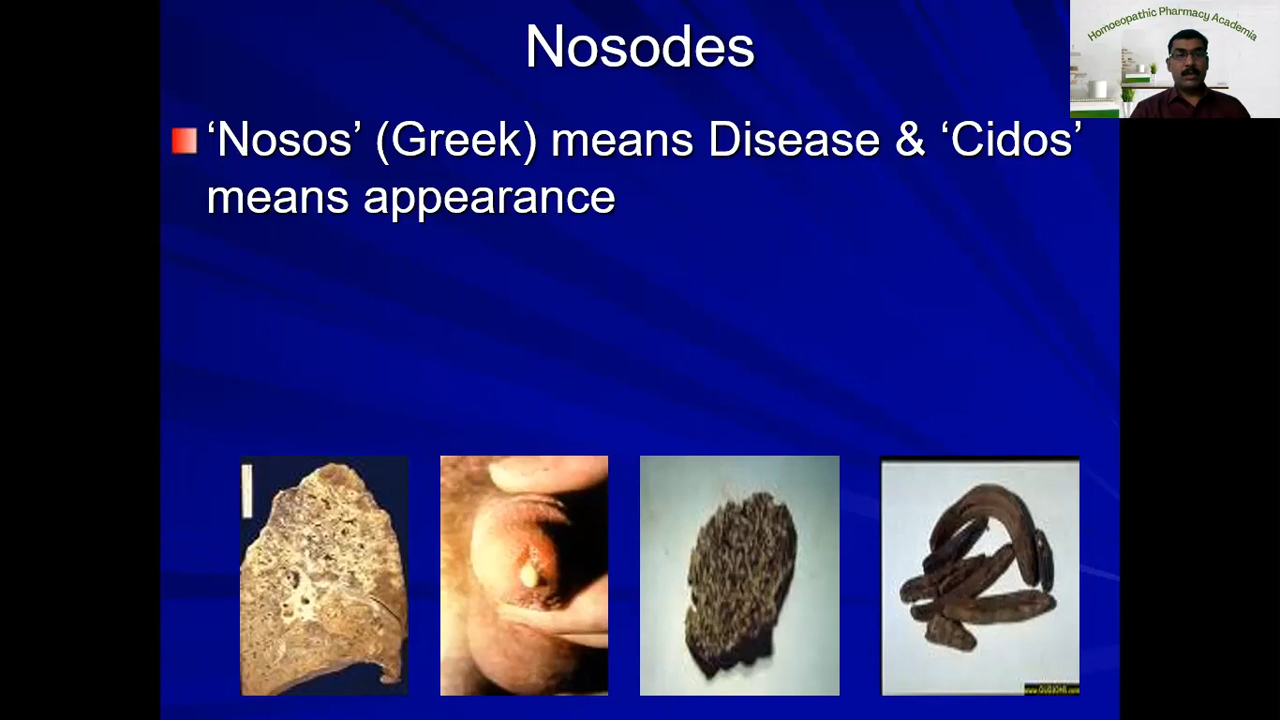 Nosodes
Homoeopathic Pharmacy Academia
‘Nosos’ (Greek) means Disease & ‘Cidos’
means appearance